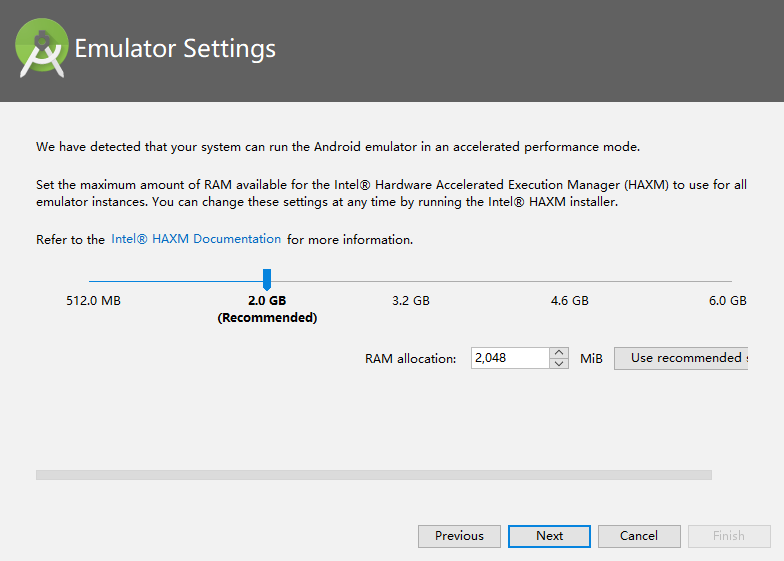 Emulator Settings
We have detected that your system can run the Android emulator in an accelerated performance mode.
Set the maximum amount of RAM available for the Intel® Hardware Accelerated Execution Manager (HAXM) to use for all
emulator instances. You can change these settings at any time by running the Intel® HAXM installer.
Refer to the Intel® HAXM Documentation for more information.
512.0 MB 2.0 GB 3.2 GB 4.6 GB 6.0 GB
(Recommended)
RAM allocation: 2,048 MiB Use recommended
Previous Next Cancel Finish